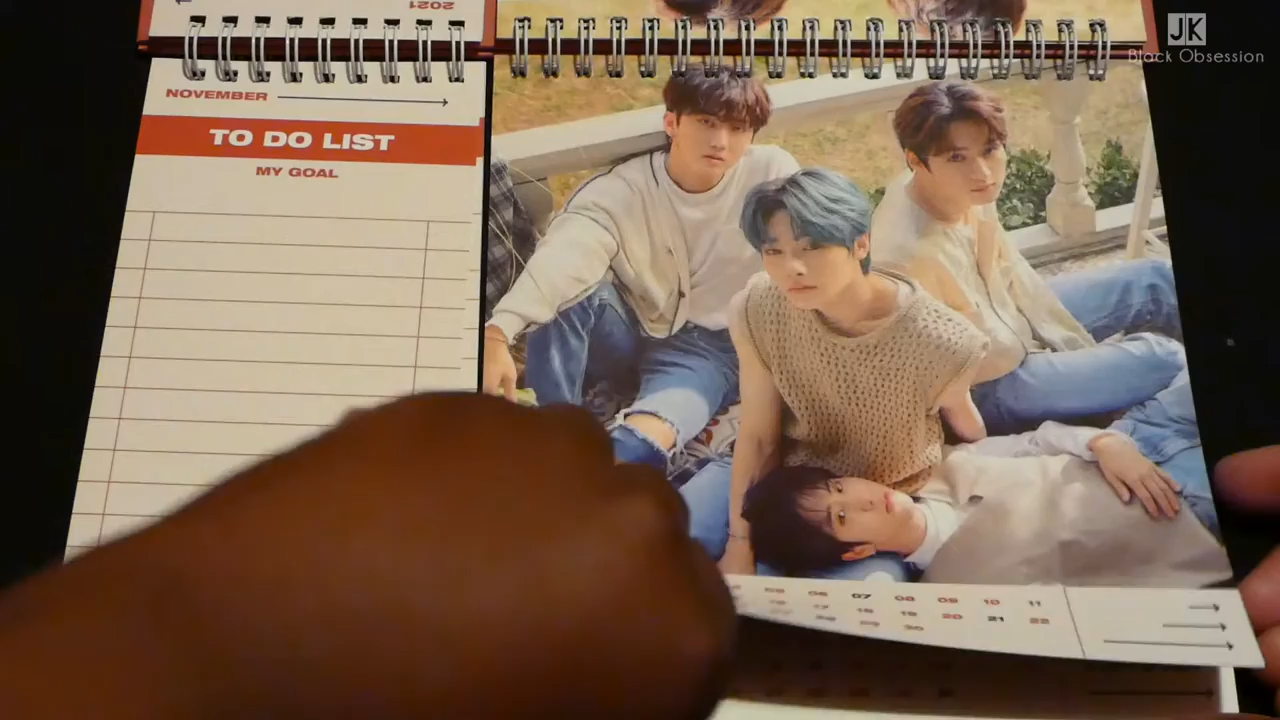 2021
JK
Black Obsession
NOVEMBER
TO DO LIST
MY GOAL
06 07 08 09 10 11
17 18 19 20 21 22
30